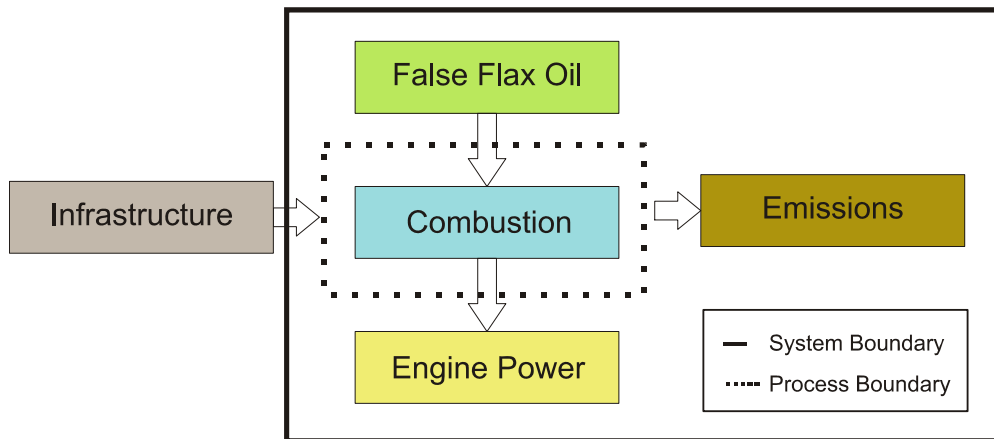 False Flax Oil
Infrastructure
Combustion
Emissions
Engine Power
System Boundary
Process Boundary